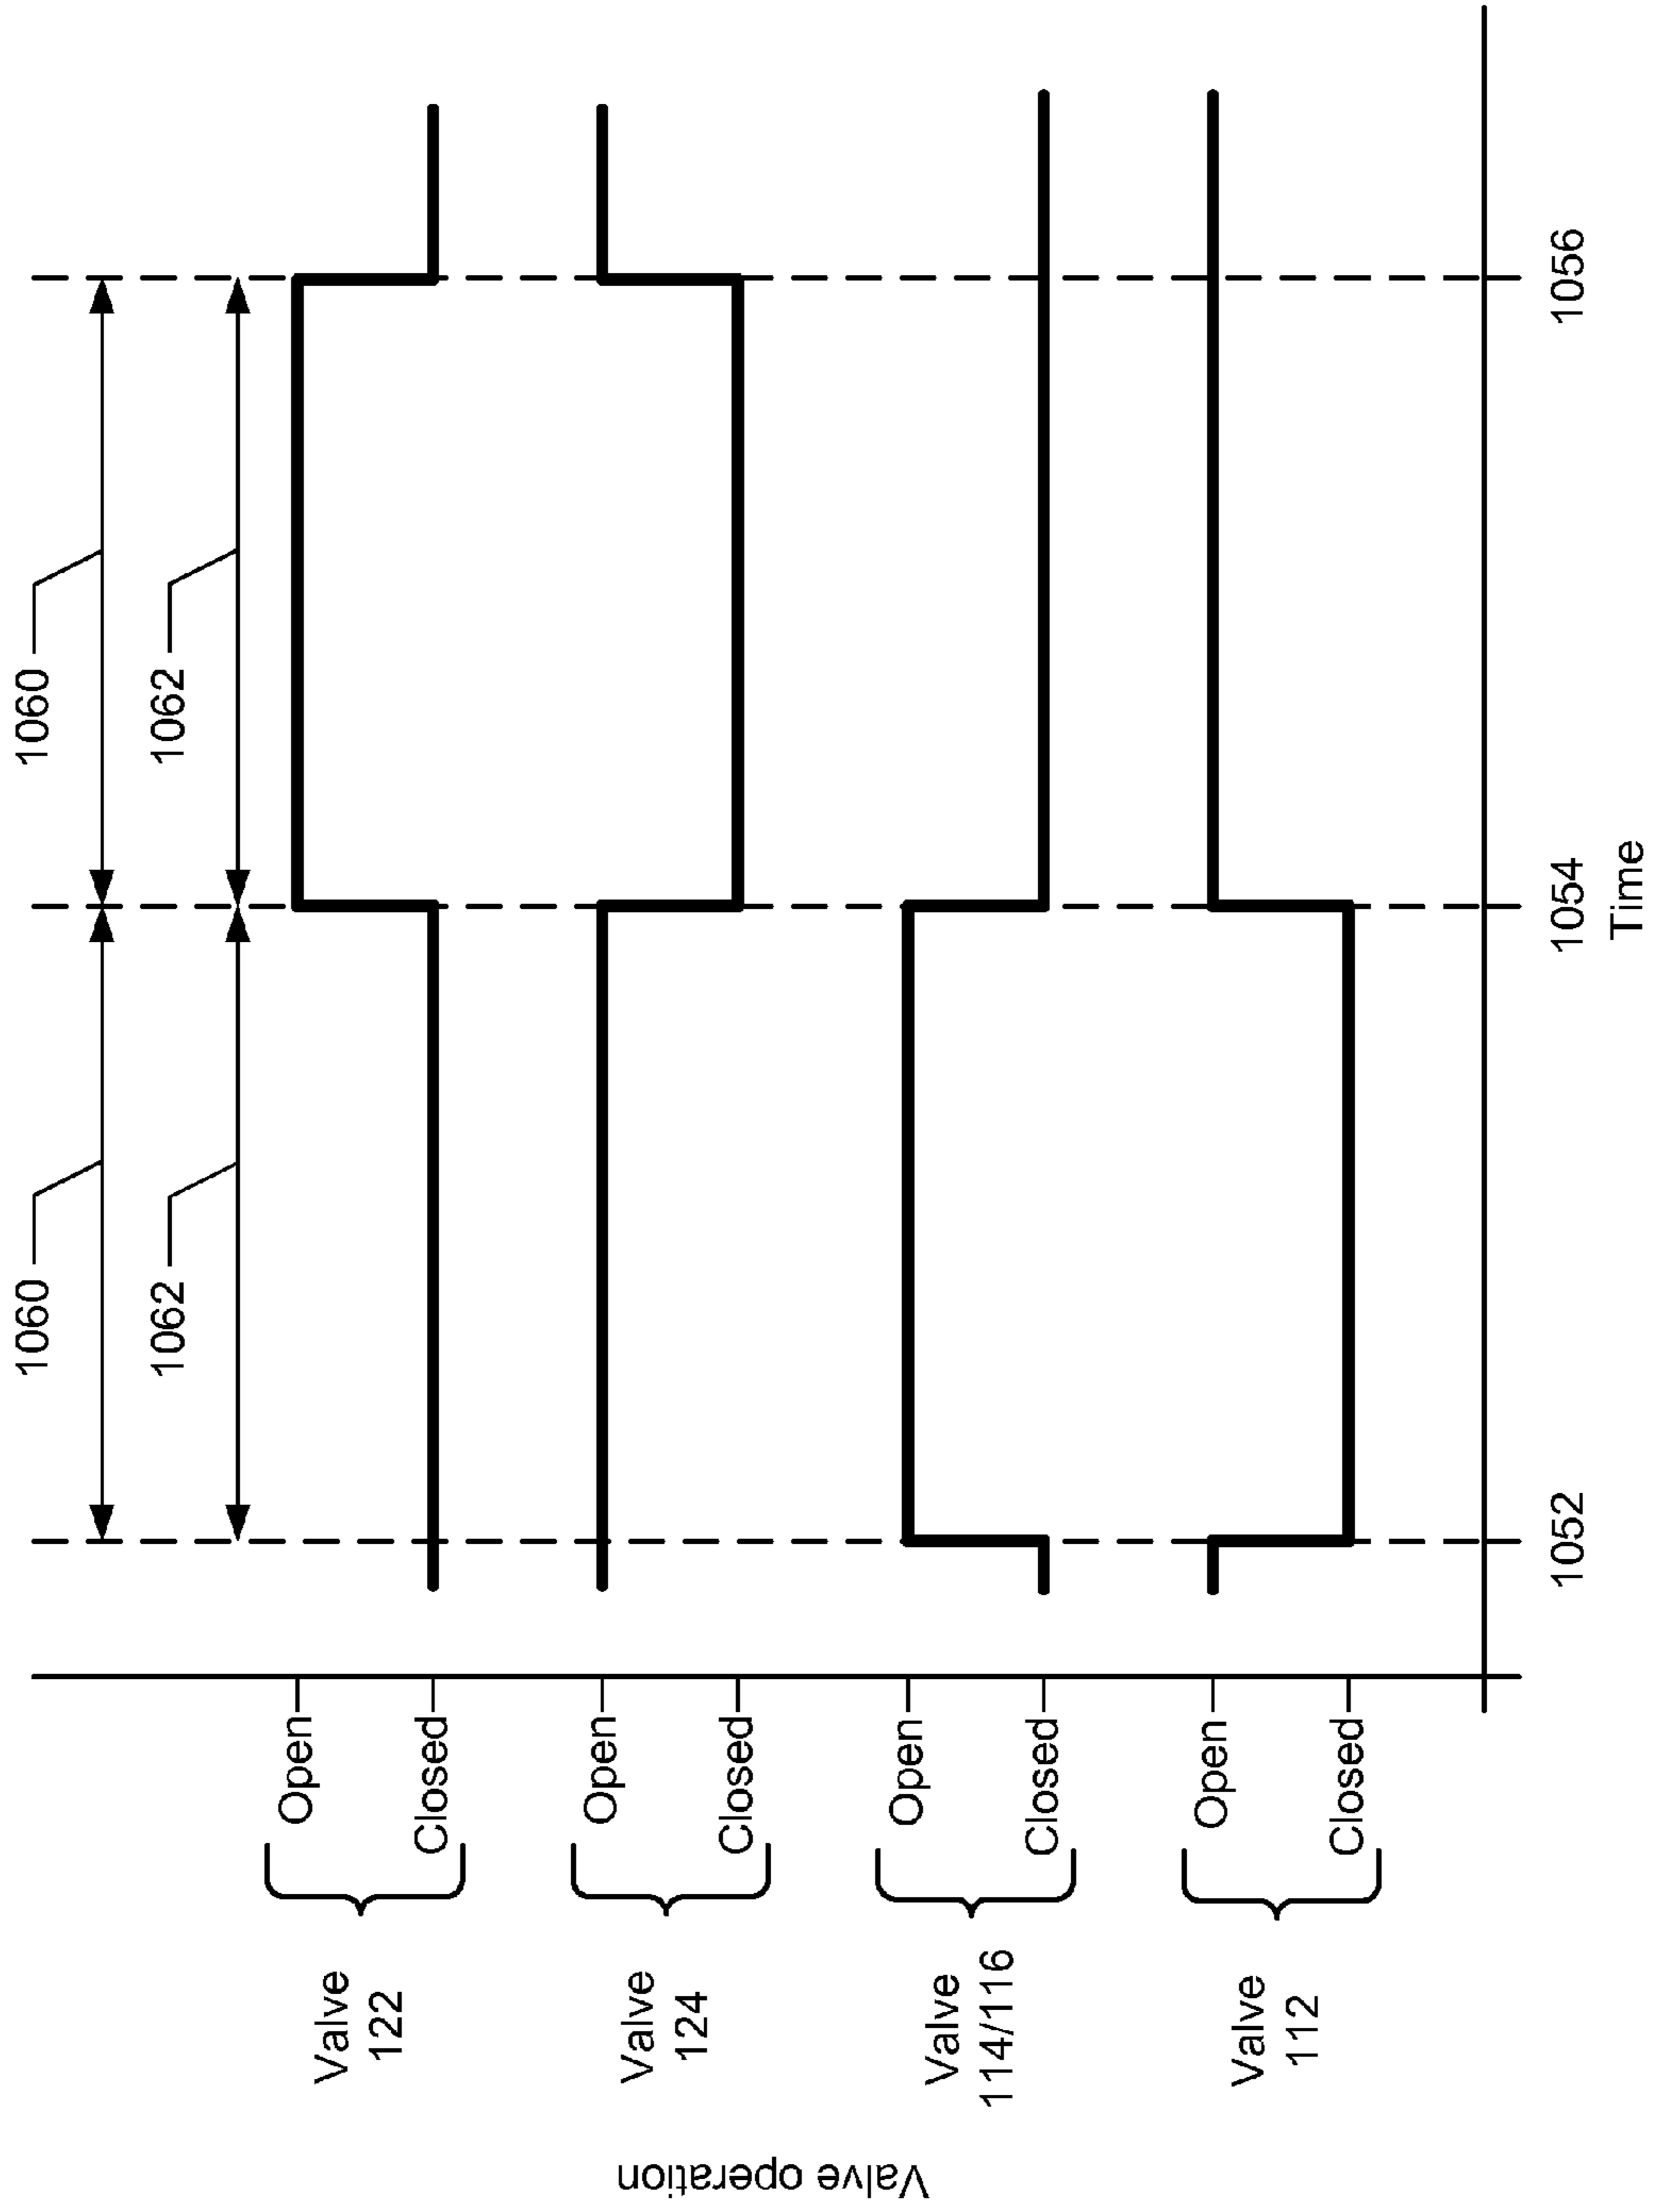 1060
1060
1062
1062
Valve
122
Open
Closed
Valve
124
Open
Closed
Valve
114/116
Open
Closed
Valve
112
Open
Closed
Valve operation
1052
1054
1056
Time